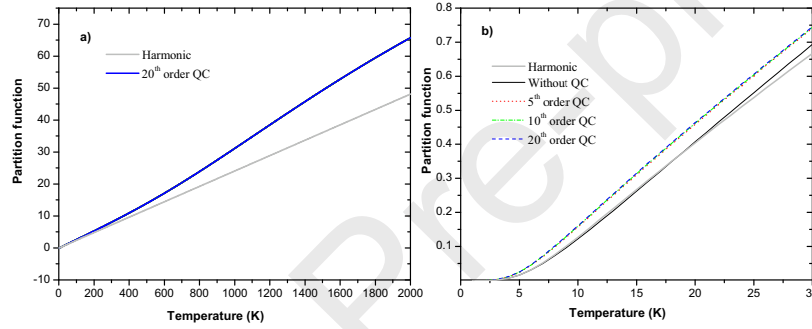 a)
Harmonic
20th order QC
Partition function
70
60
50
40
30
20
10
0
-10
0 200 400 600 800 1000 1200 1400 1600 1800 2000
Temperature (K)
b)
Harmonic
Without QC
5th order QC
10th order QC
20th order QC
Partition function
0.8
0.7
0.6
0.5
0.4
0.3
0.2
0.1
0 5 10 15 20 25 30
Temperature (K)
Pre-p